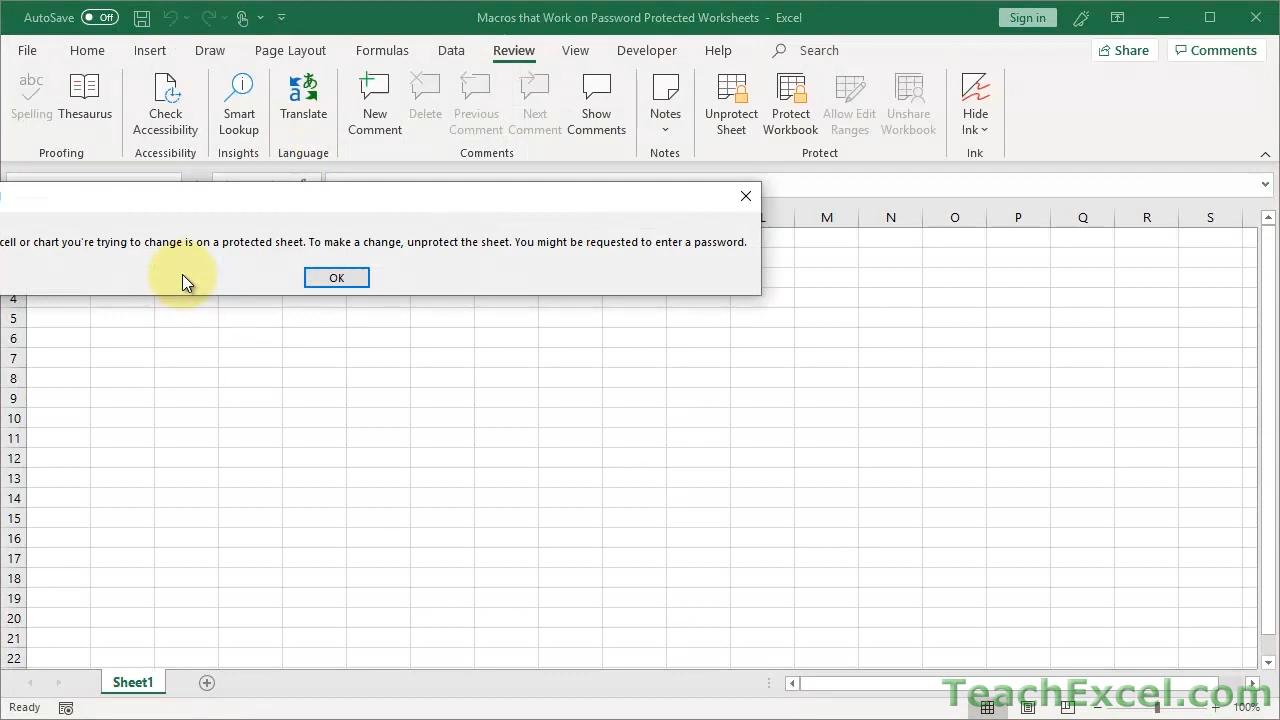 AutoSave Off
Macros that Work on Password Protected Worksheets - Excel
Sign in
File Home Insert Draw Page Layout Formulas Data Review View Developer Help Search Share Comments
abc
Spelling Thesaurus
Proofing
Check Accessibility
Accessibility
Smart Lookup
Insights
Translate
Language
New Comment
Delete
Previous Comment
Next Comment
Show Comments
Comments
Notes
Notes
Unprotect Sheet
Protect Workbook
Allow Edit Ranges
Unshare Workbook
Protect
Hide Ink
Ink
cell or chart you're trying to change is on a protected sheet. To make a change, unprotect the sheet. You might be requested to enter a password.
OK
M N O P Q R S
4
5
6
7
8
9
10
11
12
13
14
15
16
17
18
19
20
21
22
Sheet1
TeachExcel.com
Ready
100%